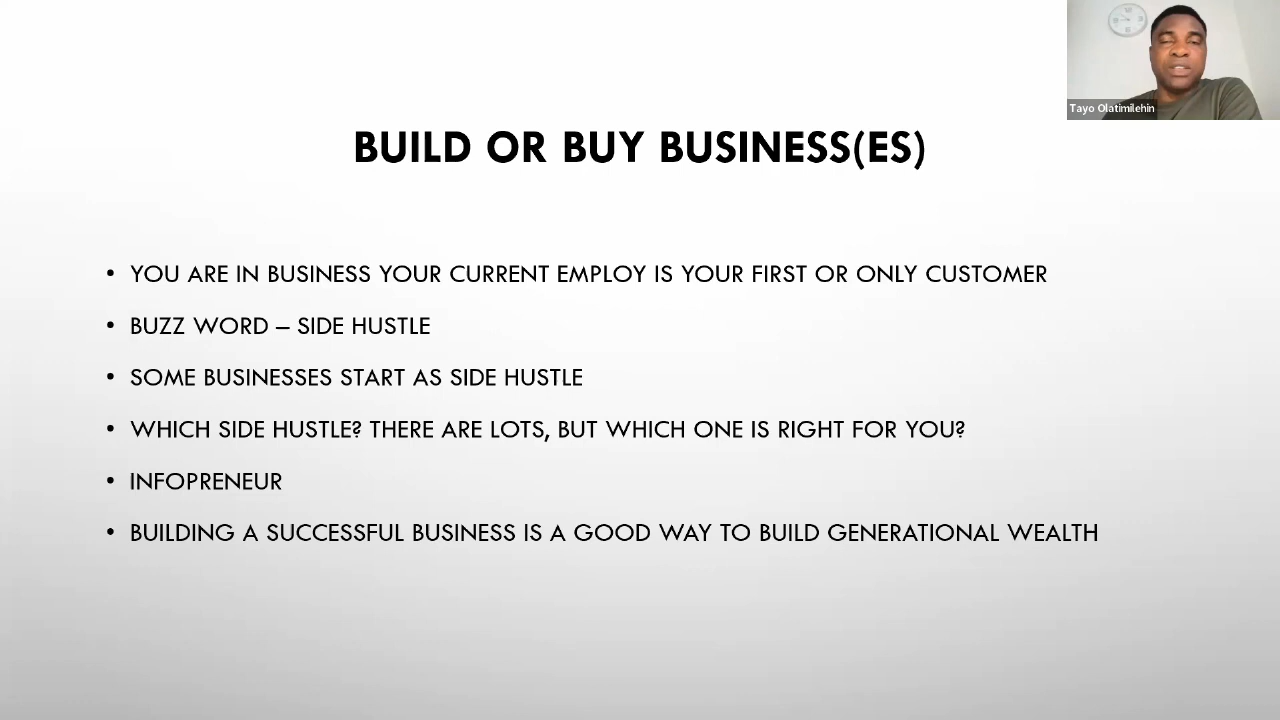 Tayo Olatimilehin
BUILD OR BUY BUSINESS(ES)
• YOU ARE IN BUSINESS YOUR CURRENT EMPLOY IS YOUR FIRST OR ONLY CUSTOMER
• BUZZ WORD – SIDE HUSTLE
• SOME BUSINESSES START AS SIDE HUSTLE
• WHICH SIDE HUSTLE? THERE ARE LOTS, BUT WHICH ONE IS RIGHT FOR YOU?
• INFOPRENEUR
• BUILDING A SUCCESSFUL BUSINESS IS A GOOD WAY TO BUILD GENERATIONAL WEALTH